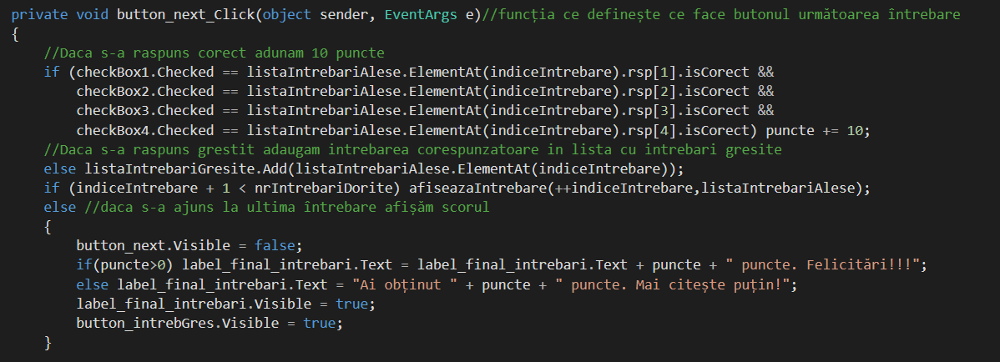 private void button_next_Click(object sender, EventArgs e)//funcția ce definește ce face butonul următoarea întrebare
{
//Daca s-a raspuns corect adunam 10 puncte
if (checkBox1.Checked == listaIntrebariAlese.ElementAt(indiceIntrebare).rsp[1].isCorect &&
checkBox2.Checked == listaIntrebariAlese.ElementAt(indiceIntrebare).rsp[2].isCorect &&
checkBox3.Checked == listaIntrebariAlese.ElementAt(indiceIntrebare).rsp[3].isCorect &&
checkBox4.Checked == listaIntrebariAlese.ElementAt(indiceIntrebare).rsp[4].isCorect) puncte += 10;
//Daca s-a raspuns grestit adaugam intrebarea corespunzatoare in lista cu intrebari gresite
else listaIntrebariGresite.Add(listaIntrebariAlese.ElementAt(indiceIntrebare));
if (indiceIntrebare + 1 < nrIntrebariDorite) afiseazaIntrebare(++indiceIntrebare,listaIntrebariAlese);
else //daca s-a ajuns la ultima întrebare afișăm scorul
{
button_next.Visible = false;
if(puncte>0) label_final_intrebari.Text = label_final_intrebari.Text + puncte + " puncte. Felicitări!!!";
else label_final_intrebari.Text = "Ai obținut " + puncte + " puncte. Mai citește puțin!";
label_final_intrebari.Visible = true;
button_intrebGres.Visible = true;
}